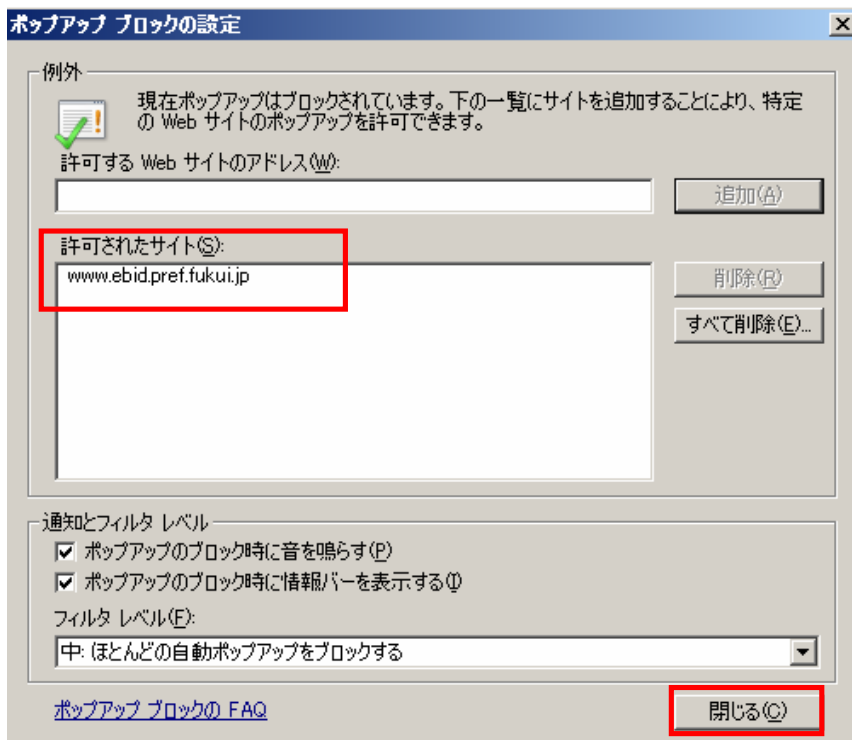 ポップアップ ブロックの設定
例外
現在ポップアップはブロックされています。下の一覧にサイトを追加することにより、特定
の Web サイトのポップアップを許可できます。
許可する Web サイトのアドレス(W):
追加(A)
許可されたサイト(S):
www.ebid.pref.fukui.jp
削除(R)
すべて削除(E)...
通知とフィルタ レベル
ポップアップのブロック時に音を鳴らす(P)
ポップアップのブロック時に情報バーを表示する(I)
フィルタ レベル(F):
中: ほとんどの自動ポップアップをブロックする
ポップアップ ブロックの FAQ
閉じる(C)